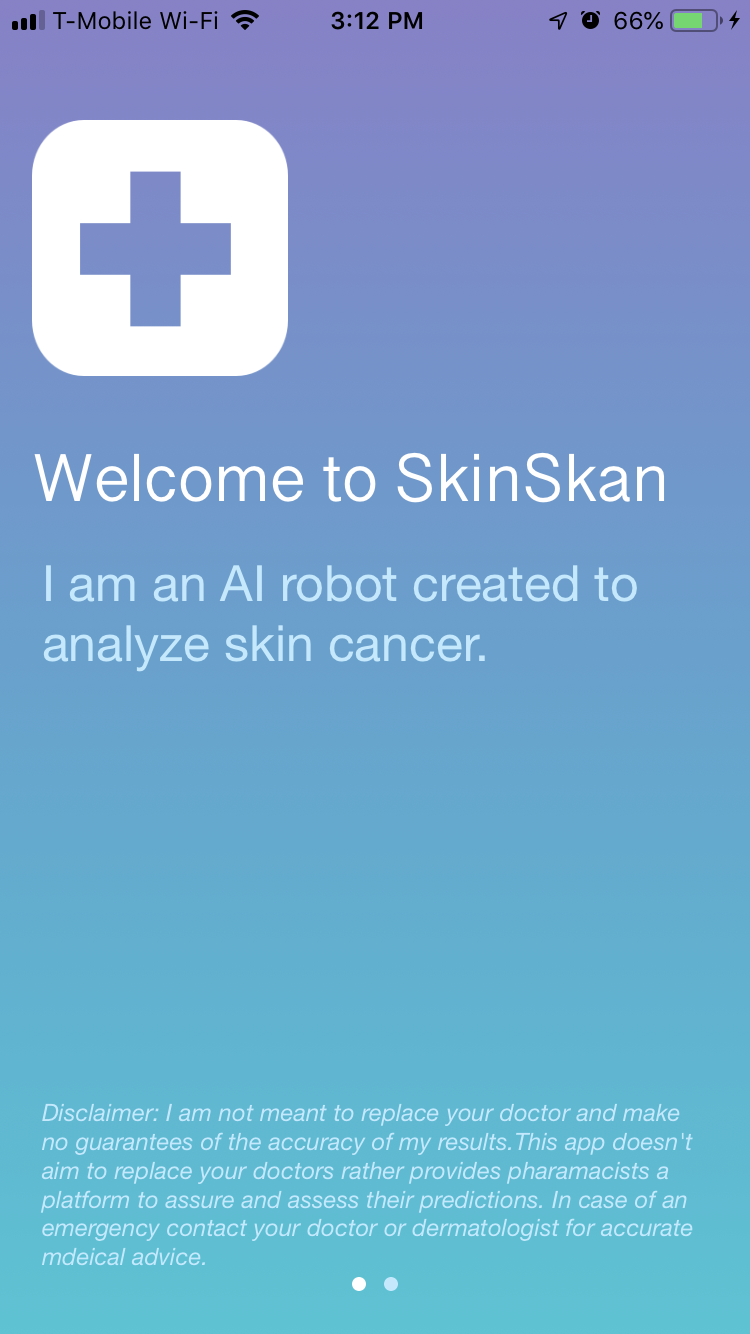 T-Mobile Wi-Fi 3:12 PM 66%
Welcome to SkinSkan
I am an AI robot created to
analyze skin cancer.
Disclaimer: I am not meant to replace your doctor and make
no guarantees of the accuracy of my results.This app doesn't
aim to replace your doctors rather provides pharamacists a
platform to assure and assess their predictions. In case of an
emergency contact your doctor or dermatologist for accurate
mdeical advice.